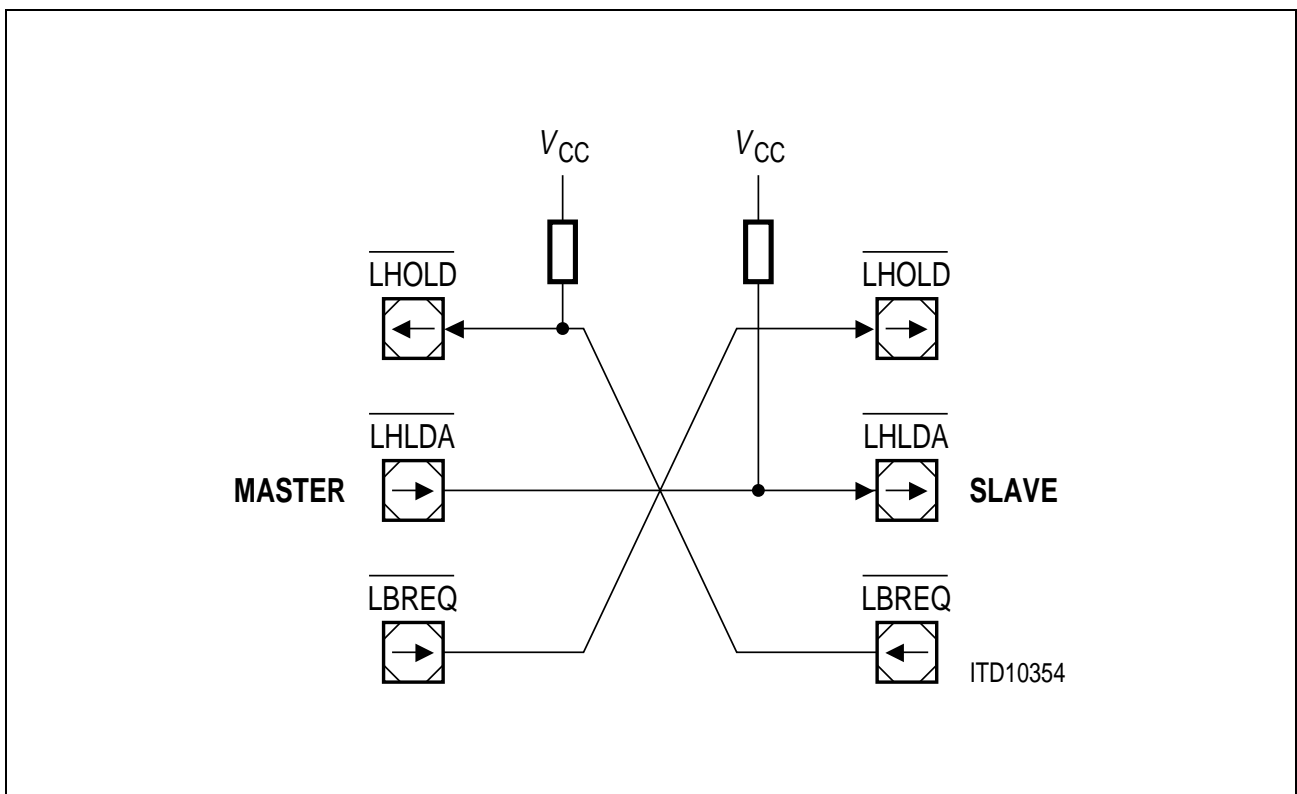 VCC VCC
LHOLD LHOLD
LHLDA LHLDA
MASTER SLAVE
LBREQ LBREQ
ITD10354